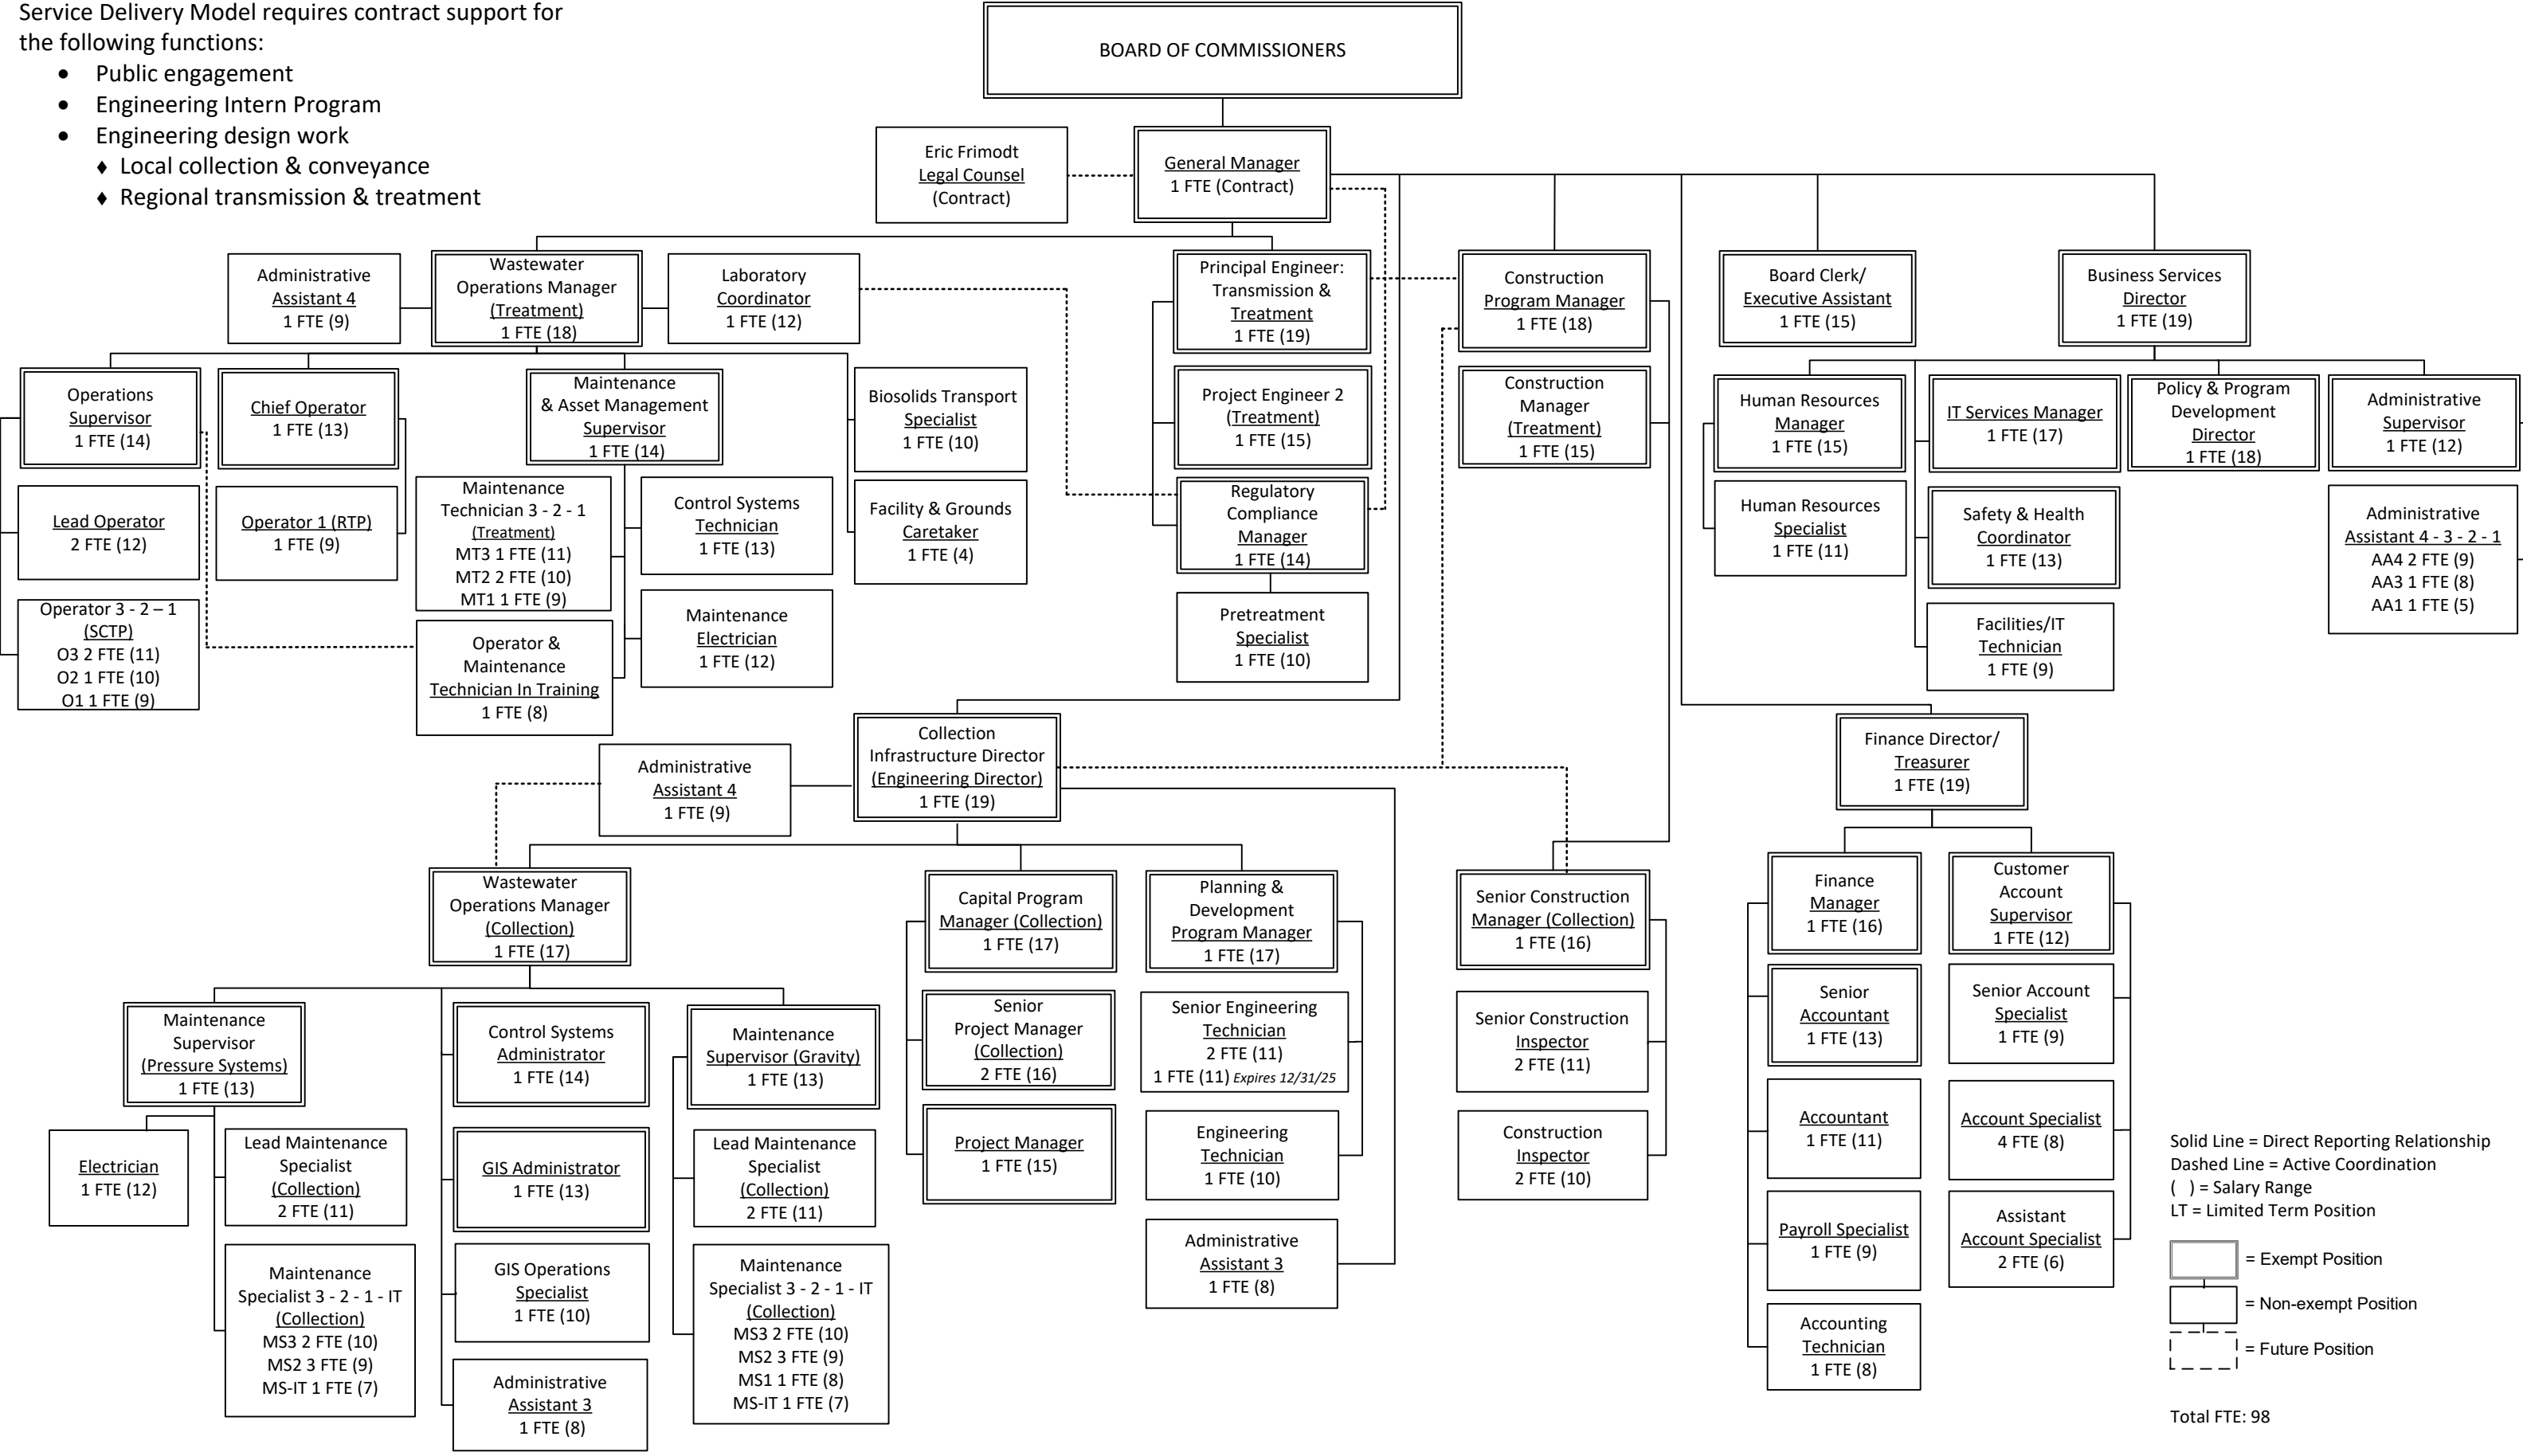 Service Delivery Model requires contract support for
the following functions:
• Public engagement
• Engineering Intern Program
• Engineering design work
♦ Local collection & conveyance
♦ Regional transmission & treatment
BOARD OF COMMISSIONERS
Eric Frimodt
Legal Counsel
(Contract)
General Manager
1 FTE (Contract)
Administrative
Assistant 4
1 FTE (9)
Wastewater
Operations Manager
(Treatment)
1 FTE (18)
Laboratory
Coordinator
1 FTE (12)
Principal Engineer:
Transmission &
Treatment
1 FTE (19)
Construction
Program Manager
1 FTE (18)
Board Clerk/
Executive Assistant
1 FTE (15)
Business Services
Director
1 FTE (19)
Operations
Supervisor
1 FTE (14)
Chief Operator
1 FTE (13)
Maintenance
& Asset Management
Supervisor
1 FTE (14)
Biosolids Transport
Specialist
1 FTE (10)
Project Engineer 2
(Treatment)
1 FTE (15)
Construction
Manager
(Treatment)
1 FTE (15)
Human Resources
Manager
1 FTE (15)
IT Services Manager
1 FTE (17)
Policy & Program
Development
Director
1 FTE (18)
Administrative
Supervisor
1 FTE (12)
Lead Operator
2 FTE (12)
Operator 1 (RTP)
1 FTE (9)
Maintenance
Technician 3 - 2 - 1
(Treatment)
MT3 1 FTE (11)
MT2 2 FTE (10)
MT1 1 FTE (9)
Control Systems
Technician
1 FTE (13)
Facility & Grounds
Caretaker
1 FTE (4)
Regulatory
Compliance
Manager
1 FTE (14)
Human Resources
Specialist
1 FTE (11)
Safety & Health
Coordinator
1 FTE (13)
Administrative
Assistant 4 - 3 - 2 - 1
AA4 2 FTE (9)
AA3 1 FTE (8)
AA1 1 FTE (5)
Operator 3 - 2 – 1
(SCTP)
O3 2 FTE (11)
O2 1 FTE (10)
O1 1 FTE (9)
Operator &
Maintenance
Technician In Training
1 FTE (8)
Maintenance
Electrician
1 FTE (12)
Pretreatment
Specialist
1 FTE (10)
Facilities/IT
Technician
1 FTE (9)
Administrative
Assistant 4
1 FTE (9)
Collection
Infrastructure Director
(Engineering Director)
1 FTE (19)
Finance Director/
Treasurer
1 FTE (19)
Wastewater
Operations Manager
(Collection)
1 FTE (17)
Capital Program
Manager (Collection)
1 FTE (17)
Planning &
Development
Program Manager
1 FTE (17)
Senior Construction
Manager (Collection)
1 FTE (16)
Finance
Manager
1 FTE (16)
Customer
Account
Supervisor
1 FTE (12)
Maintenance
Supervisor
(Pressure Systems)
1 FTE (13)
Control Systems
Administrator
1 FTE (14)
Maintenance
Supervisor (Gravity)
1 FTE (13)
Senior
Project Manager
(Collection)
2 FTE (16)
Senior Engineering
Technician
2 FTE (11)
1 FTE (11) Expires 12/31/25
Senior Construction
Inspector
2 FTE (11)
Senior
Accountant
1 FTE (13)
Senior Account
Specialist
1 FTE (9)
Electrician
1 FTE (12)
Lead Maintenance
Specialist
(Collection)
2 FTE (11)
GIS Administrator
1 FTE (13)
Lead Maintenance
Specialist
(Collection)
2 FTE (11)
Project Manager
1 FTE (15)
Engineering
Technician
1 FTE (10)
Construction
Inspector
2 FTE (10)
Accountant
1 FTE (11)
Account Specialist
4 FTE (8)
Maintenance
Specialist 3 - 2 - 1 - IT
(Collection)
MS3 2 FTE (10)
MS2 3 FTE (9)
MS-IT 1 FTE (7)
GIS Operations
Specialist
1 FTE (10)
Maintenance
Specialist 3 - 2 - 1 - IT
(Collection)
MS3 2 FTE (10)
MS2 3 FTE (9)
MS1 1 FTE (8)
MS-IT 1 FTE (7)
Administrative
Assistant 3
1 FTE (8)
Payroll Specialist
1 FTE (9)
Assistant
Account Specialist
2 FTE (6)
Administrative
Assistant 3
1 FTE (8)
Accounting
Technician
1 FTE (8)
Solid Line = Direct Reporting Relationship
Dashed Line = Active Coordination
( ) = Salary Range
LT = Limited Term Position
= Exempt Position
= Non-exempt Position
= Future Position
Total FTE: 98